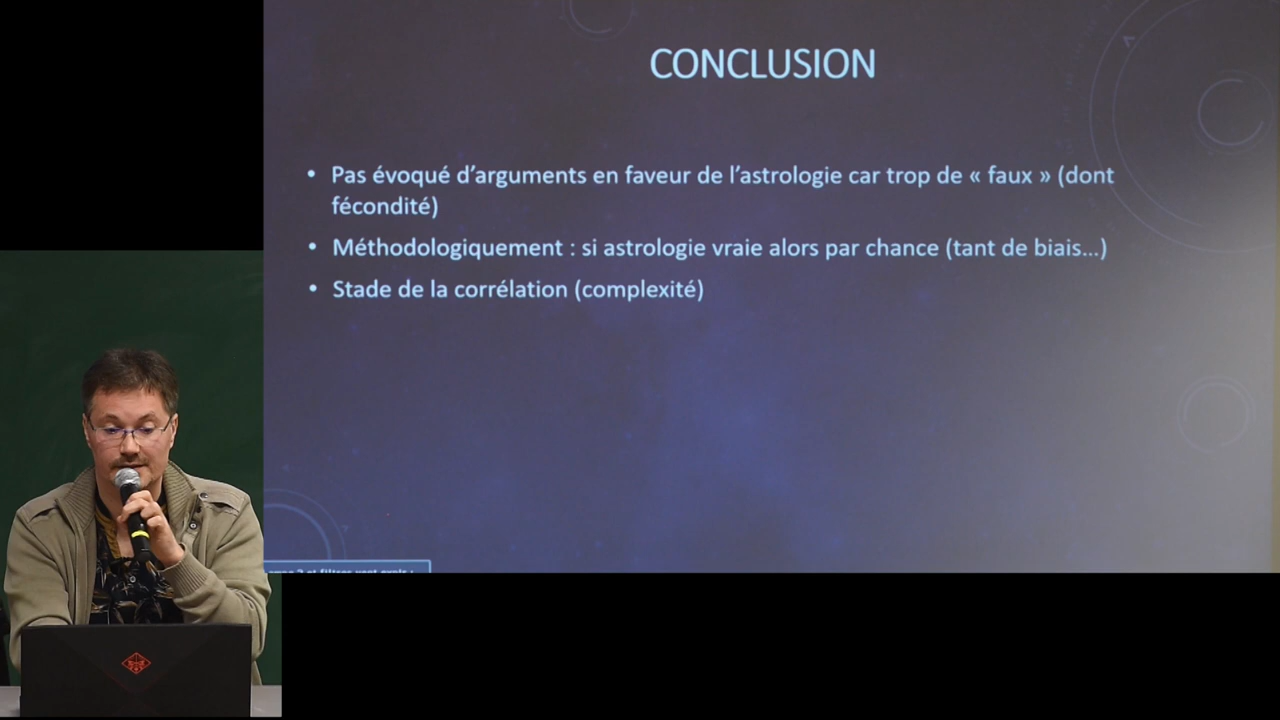 CONCLUSION
• Pas évoqué d'arguments en faveur de l'astrologie car trop de « faux » (dont
fécondité)
• Méthodologiquement : si astrologie vraie alors par chance (tant de biais…)
• Stade de la corrélation (complexité)